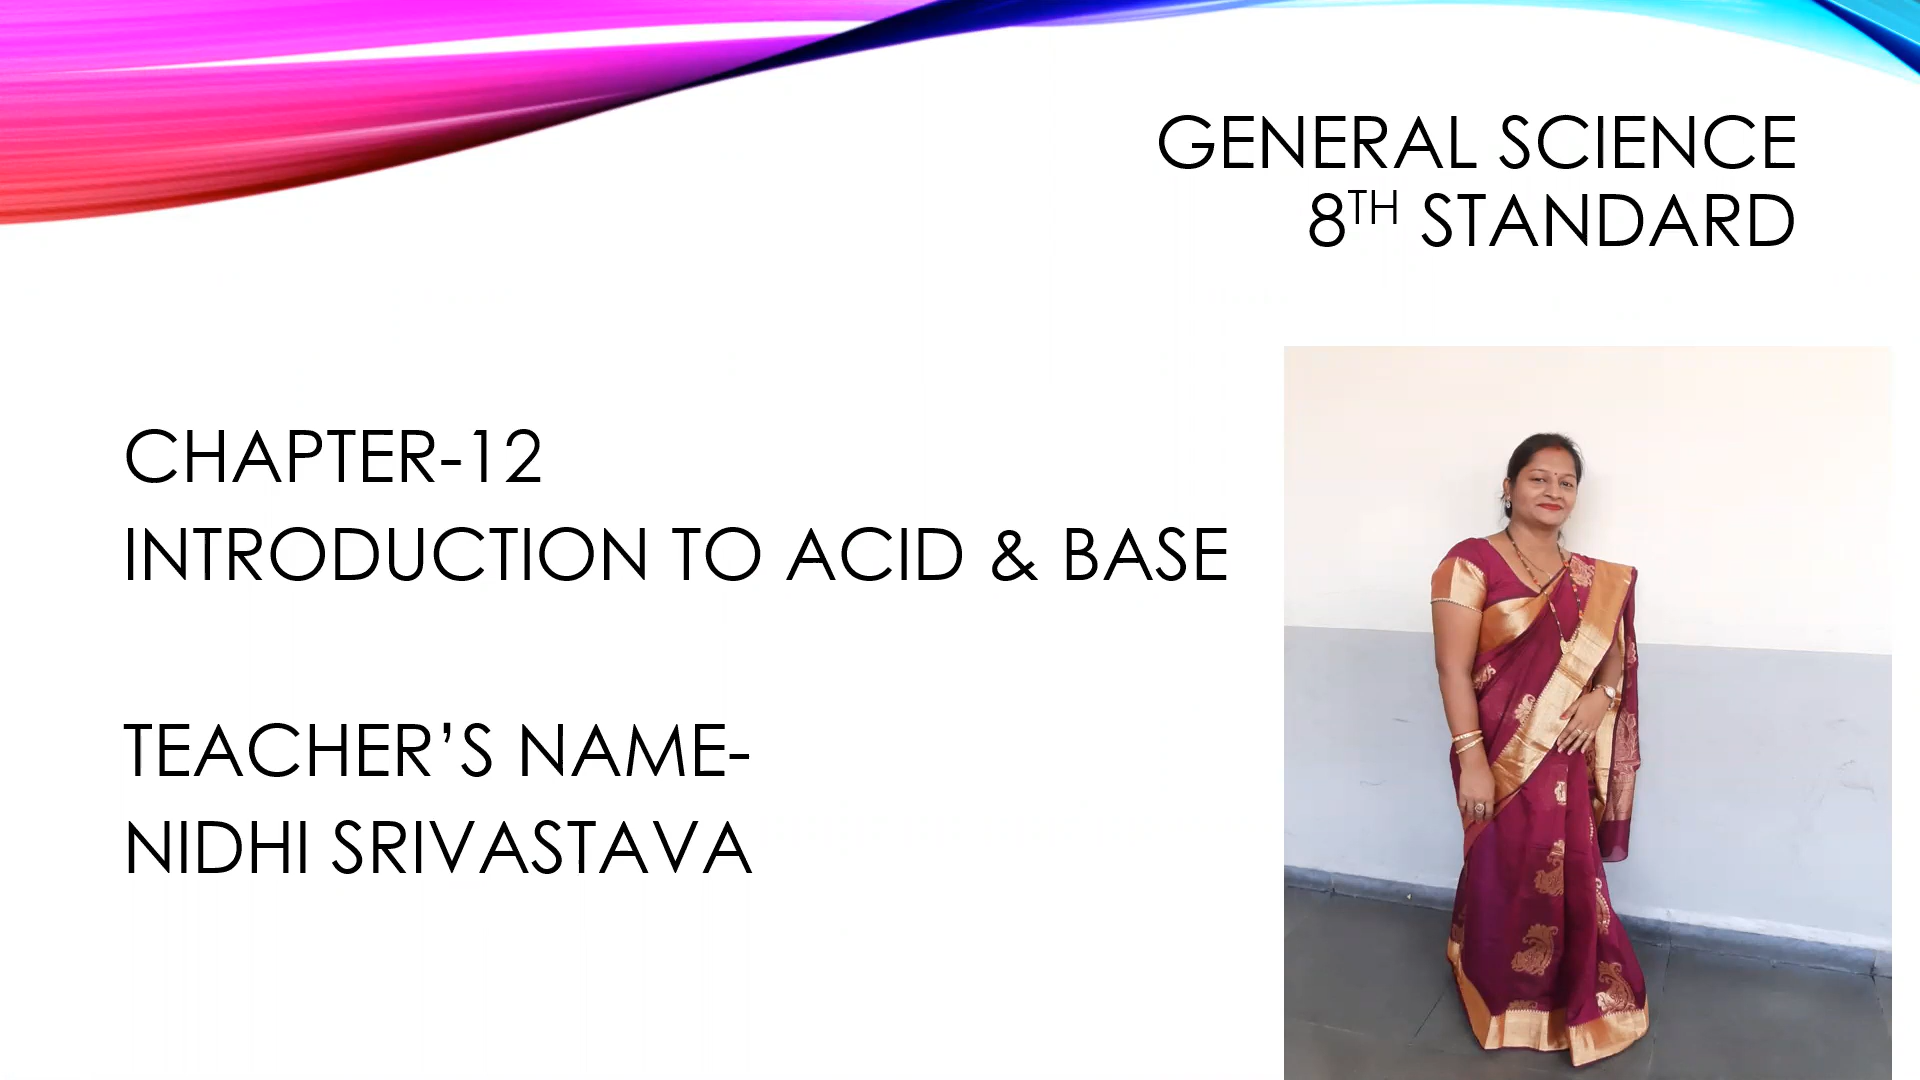 GENERAL SCIENCE
8TH STANDARD
CHAPTER-12
INTRODUCTION TO ACID & BASE
TEACHER’S NAME-
NIDHI SRIVASTAVA